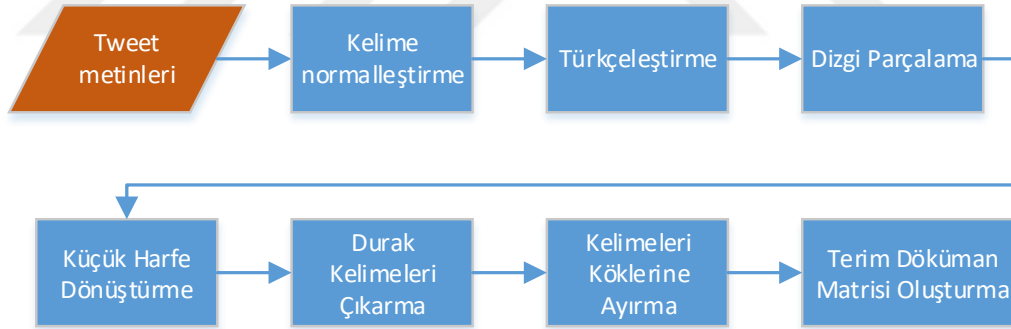 Tweet
metinleri
Kelime
normalleştirme
Türkçeleştirme
Dizgi Parçalama
Küçük Harfe
Dönüştürme
Durak
Kelimeleri
Çıkarma
Kelimeleri
Köklerine
Ayırma
Terim Döküman
Matrisi Oluşturma